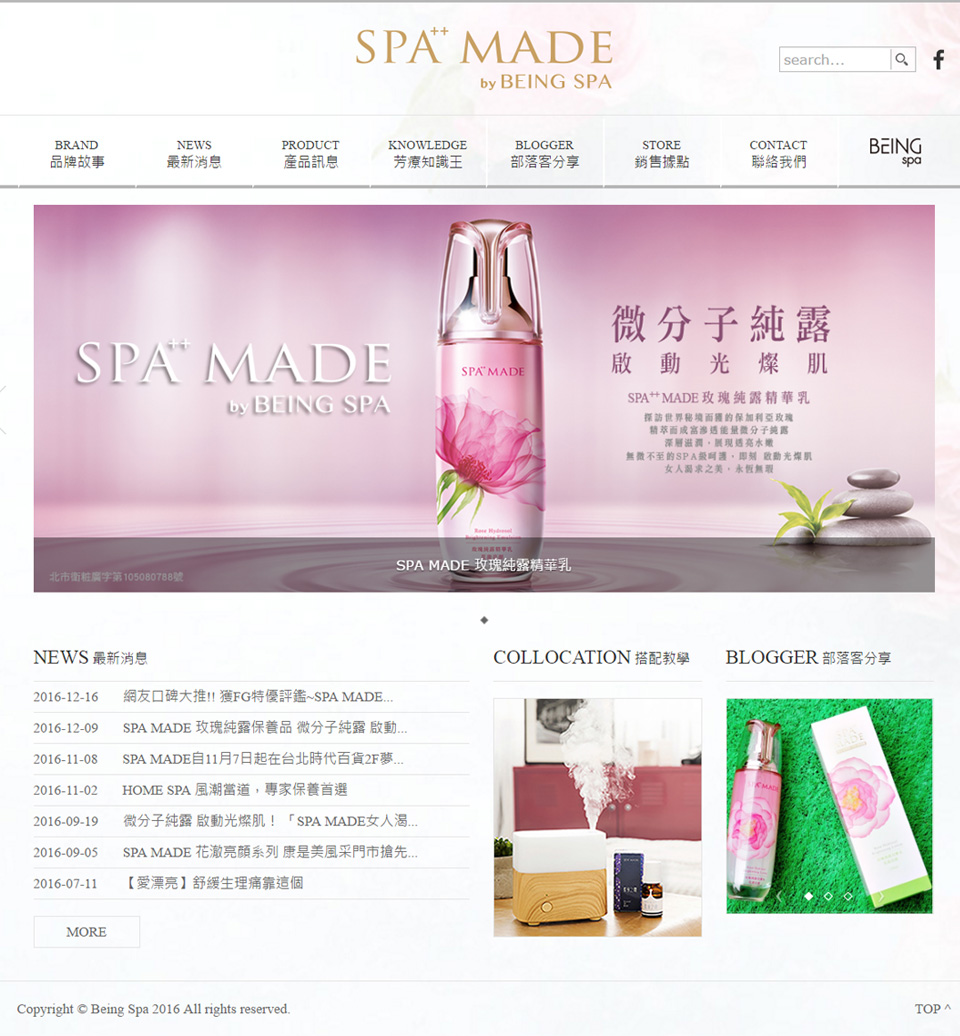 SPA++ MADE
by BEING SPA
search...
BRAND
品牌故事
NEWS
最新消息
PRODUCT
產品訊息
KNOWLEDGE
芳療知識王
BLOGGER
部落客分享
STORE
銷售據點
CONTACT
聯絡我們
BEING
spa
SPA++ MADE
by BEING SPA
SPA++ MADE
Rose Hydrosol
Brightening Emulsion
玫瑰純露精華乳
微分子純露
啟動光燦肌
SPA++ MADE 玫瑰純露精華乳
探訪世界秘境而獲的保加利亞玫瑰
精萃而成富滲透能量微分子純露
深層滋潤，展現透亮水嫩
無微不至的SPA級呵護，即刻 啟動光燦肌
女人渴求之美，永恆無瑕
SPA MADE 玫瑰純露精華乳
北市衛粧廣字第105080788號
NEWS 最新消息
2016-12-16 網友口碑大推!! 獲FG特優評鑑~SPA MADE...
2016-12-09 SPA MADE 玫瑰純露保養品 微分子純露 啟動...
2016-11-08 SPA MADE自11月7日起在台北時代百貨2F夢...
2016-11-02 HOME SPA 風潮當道，專家保養首選
2016-09-19 微分子純露 啟動光燦肌！「SPA MADE女人渴...
2016-09-05 SPA MADE 花澈亮顏系列 康是美風采門市搶先...
2016-07-11 【愛漂亮】舒緩生理痛靠這個
MORE
COLLOCATION 搭配教學
BLOGGER 部落客分享
SPA++ MADE
Copyright © Being Spa 2016 All rights reserved.
TOP ^